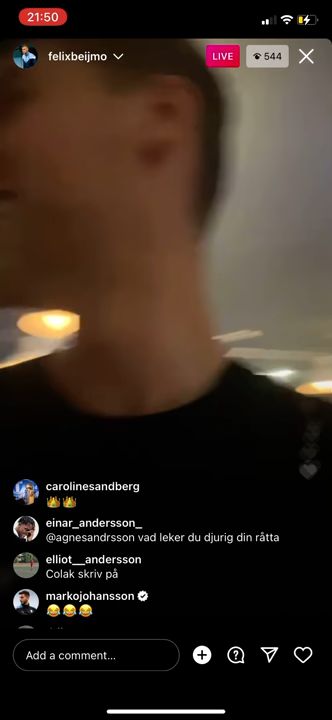 21:50
felixbeijmo
LIVE
544
carolinesandberg
👑👑
einar_andersson_
@agnesandrsson vad leker du djurig din råtta
elliot__andersson
Colak skriv på
markojohansson
😂😂😂
Add a comment...